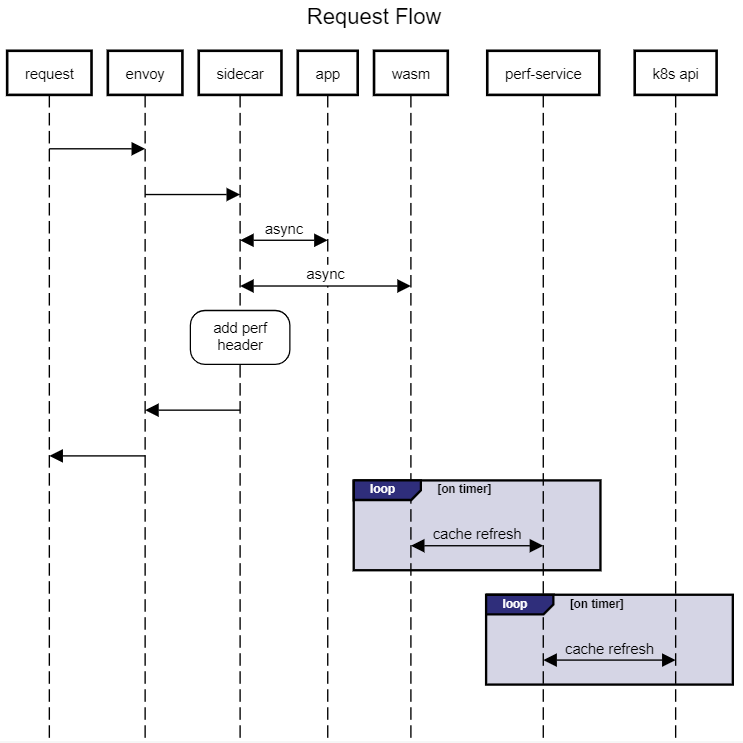 Request Flow
request
envoy
sidecar
app
wasm
perf-service
k8s api
async
async
add perf
header
loop
[on timer]
cache refresh
loop
[on timer]
cache refresh